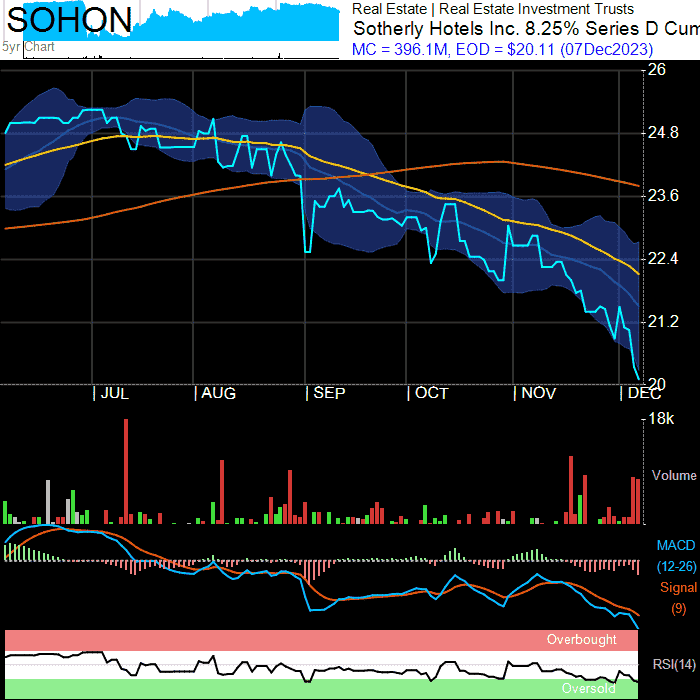 SOHON
Real Estate | Real Estate Investment Trusts
Sotherly Hotels Inc. 8.25% Series D Cum
MC = 396.1M, EOD = $20.11 (07Dec2023)
5yr Chart
26
24.8
23.6
22.4
21.2
20
JUL AUG SEP OCT NOV DEC
18k
Volume
MACD
(12-26)
Signal
(9)
Overbought
RSI(14)
Oversold